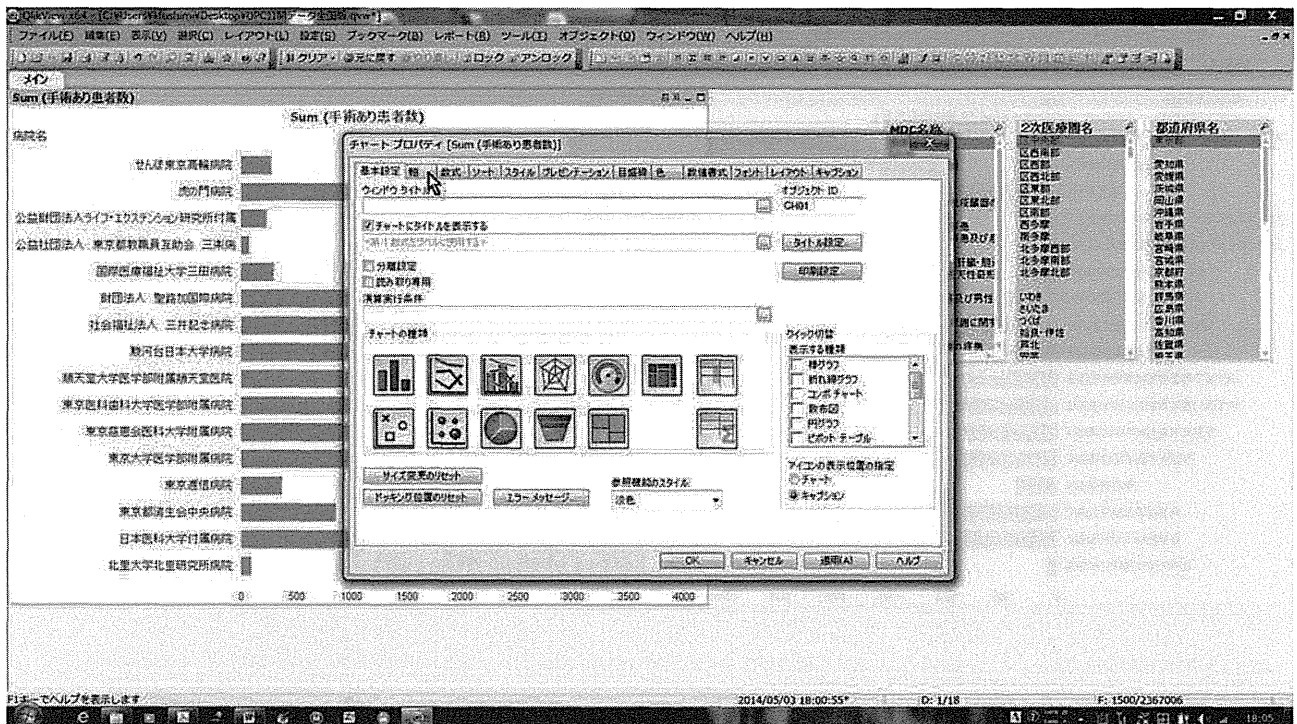 ファイル(F) 編集(E) 表示(V) 選択(C) レイアウト(L) 設定(S) ブックマーク(B) レポート(R) ツール(T) オブジェクト(O) ウィンドウ(W) ヘルプ(H)
クリア 元に戻す ロック アンロック
メイン
Sum (手術あり患者数)
Sum (手術あり患者数)
病院名
せんぽ東京高輪病院
虎の門病院
公益財団法人ライフ・エクステンション研究所付属
公益社団法人 東京都教職員互助会 三楽病
国際医療福祉大学三田病院
財団法人 聖路加国際病院
社会福祉法人 三井記念病院
駿河台日本大学病院
順天堂大学医学部附属順天堂医院
東京医科歯科大学医学部附属病院
東京慈恵会医科大学附属病院
東京大学医学部附属病院
東京逓信病院
東京都済生会中央病院
日本医科大学付属病院
北里大学北里研究所病院
0 500 1000 1500 2000 2500 3000 3500 4000
チャート プロパティ [Sum (手術あり患者数)]
基本設定 軸 数式 ソート スタイル プレゼンテーション 目盛線 色 数値書式 フォント レイアウト キャプション
ウィンドウ タイトル
オブジェクト ID
CH01
チャートにタイトルを表示する
タイトル設定...
分離設定
読み取り専用
印刷設定...
演算実行条件
チャートの種類
クイック切替
表示する種類
棒グラフ
折れ線グラフ
コンボ チャート
散布図
円グラフ
ピボット テーブル
サイズ変更のリセット
ドッキング位置のリセット
エラー メッセージ...
参照機能のスタイル
淡色
アイコンの表示位置の指定
チャート
キャプション
OK キャンセル 適用(A) ヘルプ
MDC名称
2次医療圏名
区西南部
区西部
区西北部
区東部
区東北部
区南部
西多摩
南多摩
北多摩西部
北多摩南部
北多摩北部
いわき
さいたま
つくば
都道府県名
愛知県
愛媛県
茨城県
岡山県
沖縄県
岩手県
岐阜県
宮崎県
宮城県
京都府
熊本県
群馬県
広島県
香川県
高知県
佐賀県
埼玉県
F1キーでヘルプを表示します
2014/05/03 18:00:55*
D: 1/18
F: 1500/2367006
18:05